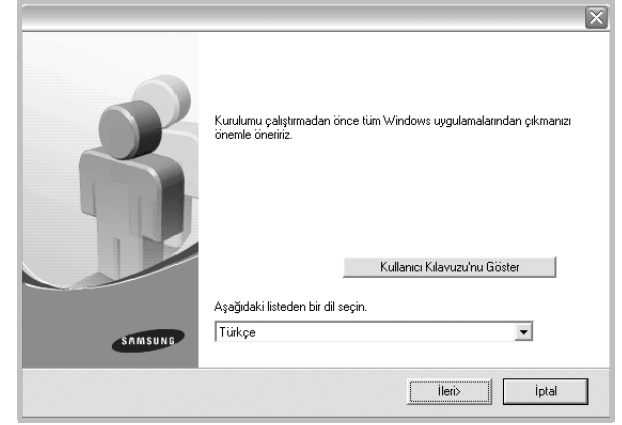 Kurulumu çalıştırmadan önce tüm Windows uygulamalarından çıkmanızı
önemle öneririz.
Kullanıcı Kılavuzu'nu Göster
Aşağıdaki listeden bir dil seçin.
Türkçe
SAMSUNG
İleri>
İptal